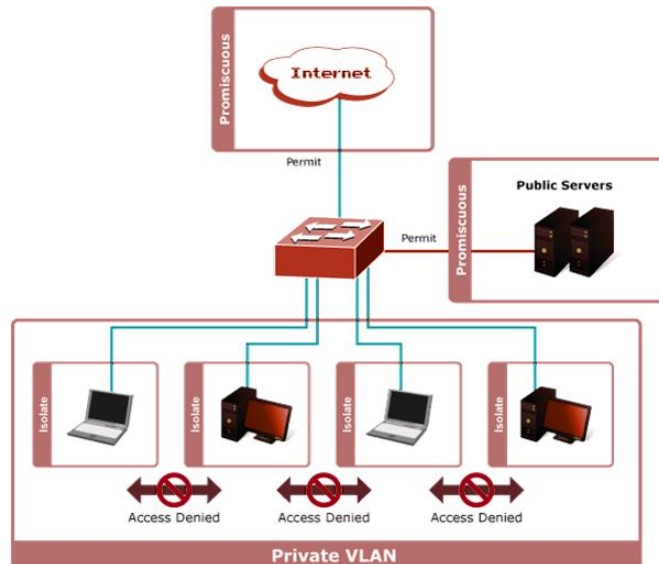 Promiscuous
Internet
Permit
Public Servers
Permit
Promiscuous
Isolate
Isolate
Isolate
Isolate
Access Denied
Access Denied
Access Denied
Private VLAN